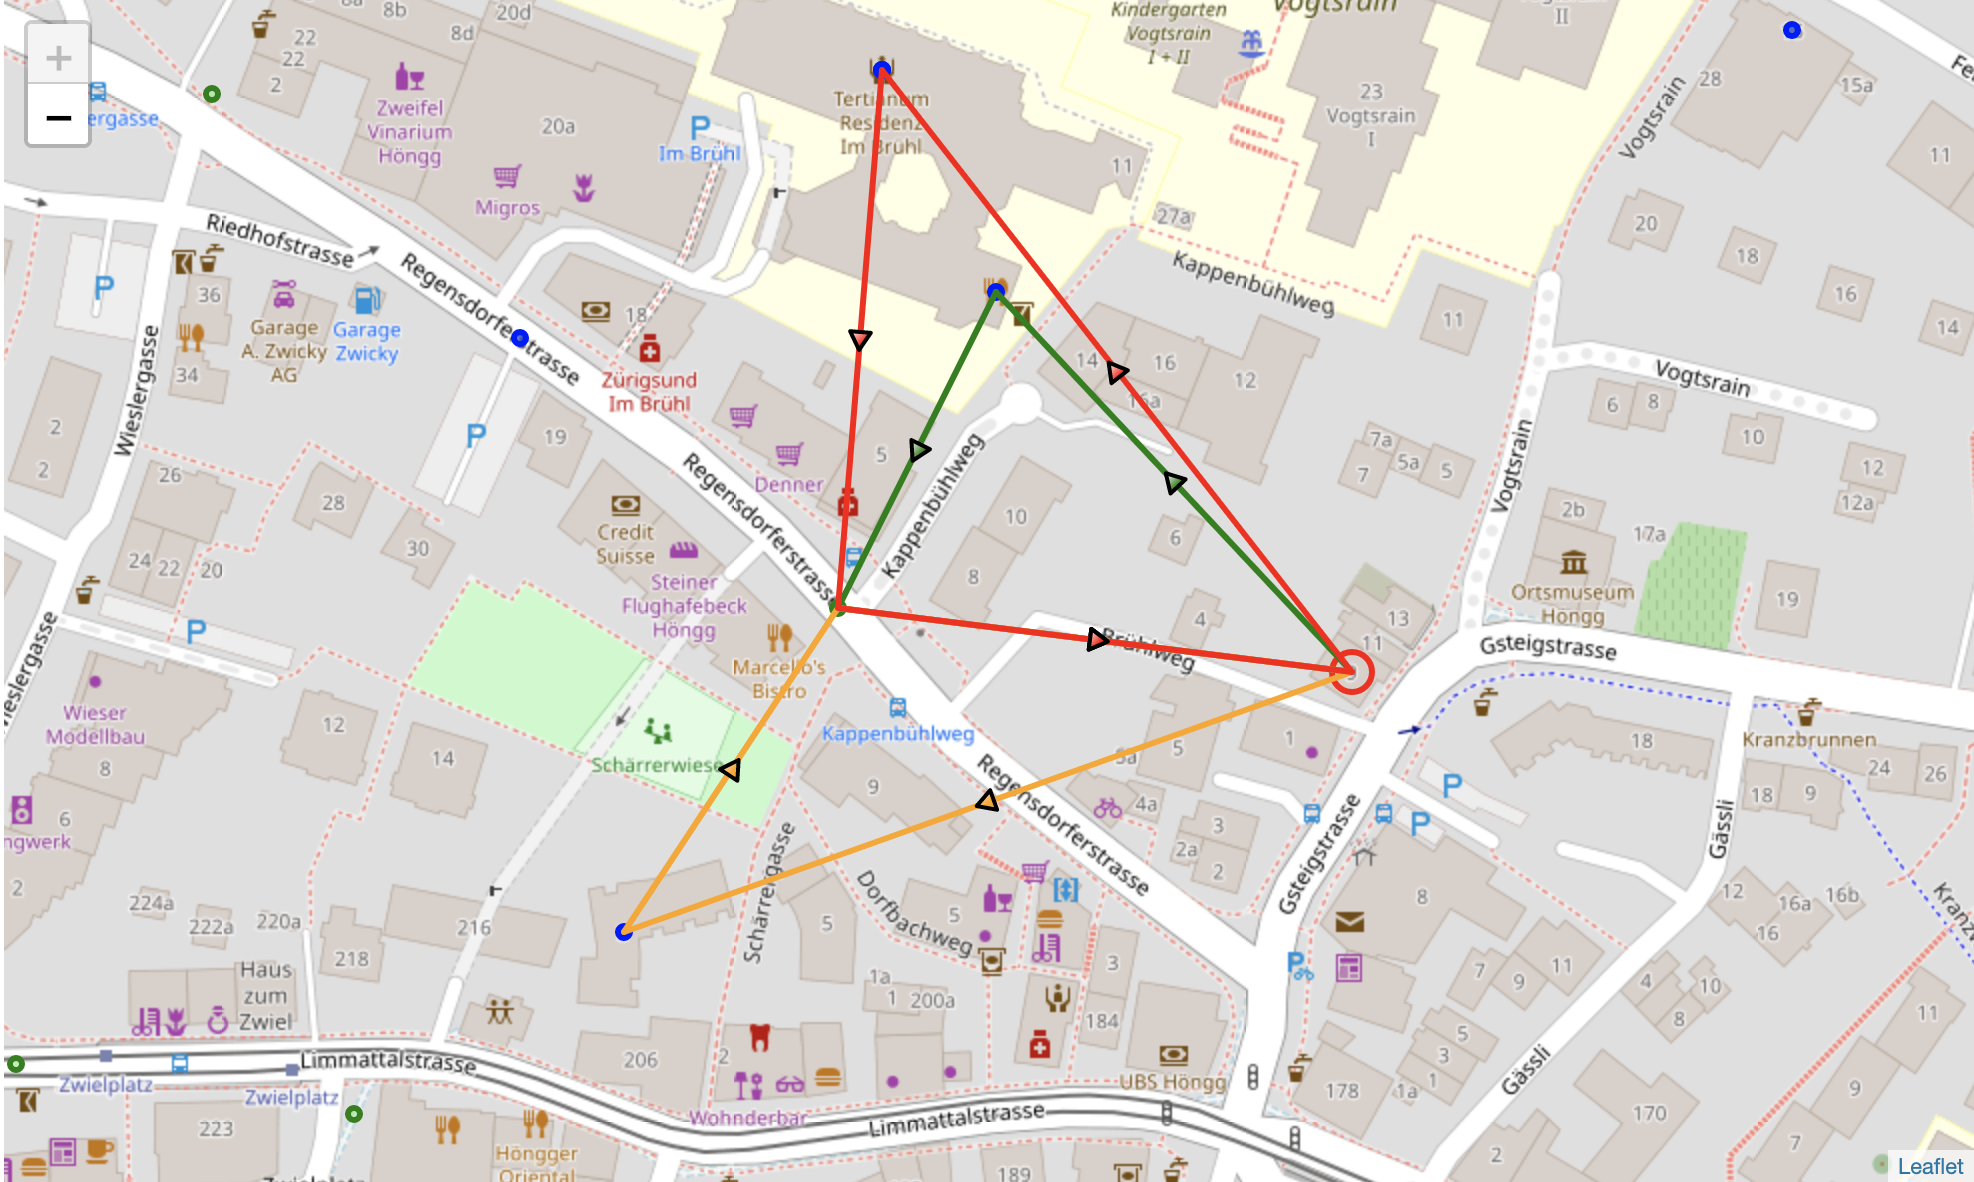 8a
8b
20d
8d
22
22
2
Zweifel
Vinarium
Höngg
20a
Migros
P
Im Brühl
Tertianum
Residenz
Im Brühl
11
Kindergarten
Vogtsrain
I + II
Vogtsrain
II
23
Vogtsrain
I
28
15a
11
Vogtsrain
27a
20
18
16
14
Kappenbühlweg
+
−
ergasse
Riedhofstrasse
P
36
34
Garage
A. Zwicky
AG
Garage
Zwicky
Regensdorferstrasse
18
Zürigsund
Im Brühl
Wieslergasse
2
2
P
19
Denner
5
Kappenbühlweg
14
16
16a
12
11
Vogtsrain
6
8
10
12
12a
7a
5a
7
5
Vogtsrain
26
28
30
24
22
20
Credit
Suisse
Regensdorferstrasse
10
8
6
2b
17a
Ortsmuseum
Höngg
19
Steiner
Flughafebeck
Höngg
Marcello's
Bistro
4
Brühlweg
13
11
Gsteigstrasse
P
Wieslergasse
Wieser
Modellbau
8
6
12
14
Schärrerwiese
Kappenbühlweg
9
Regensdorferstrasse
3a
5
1
4a
3
2a
2
Gsteigstrasse
P
P
18
Kranzbrunnen
24
26
18
9
Gässli
ngwerk
2
224a
222a
220a
216
218
Haus
zum
Zwiel
Schärrergasse
5
Dorfbachweg
5
1a
1
200a
3
184
8
P
7
9
11
12
16a
16b
16
4
10
8
11
5
3
1
1a
Gässli
9
Zwielplatz
Zwielplatz
Limmattalstrasse
206
2
Wohnderbar
Limmattalstrasse
UBS Höngg
178
170
223
Höngger
Oriental
189
2
7
Leaflet